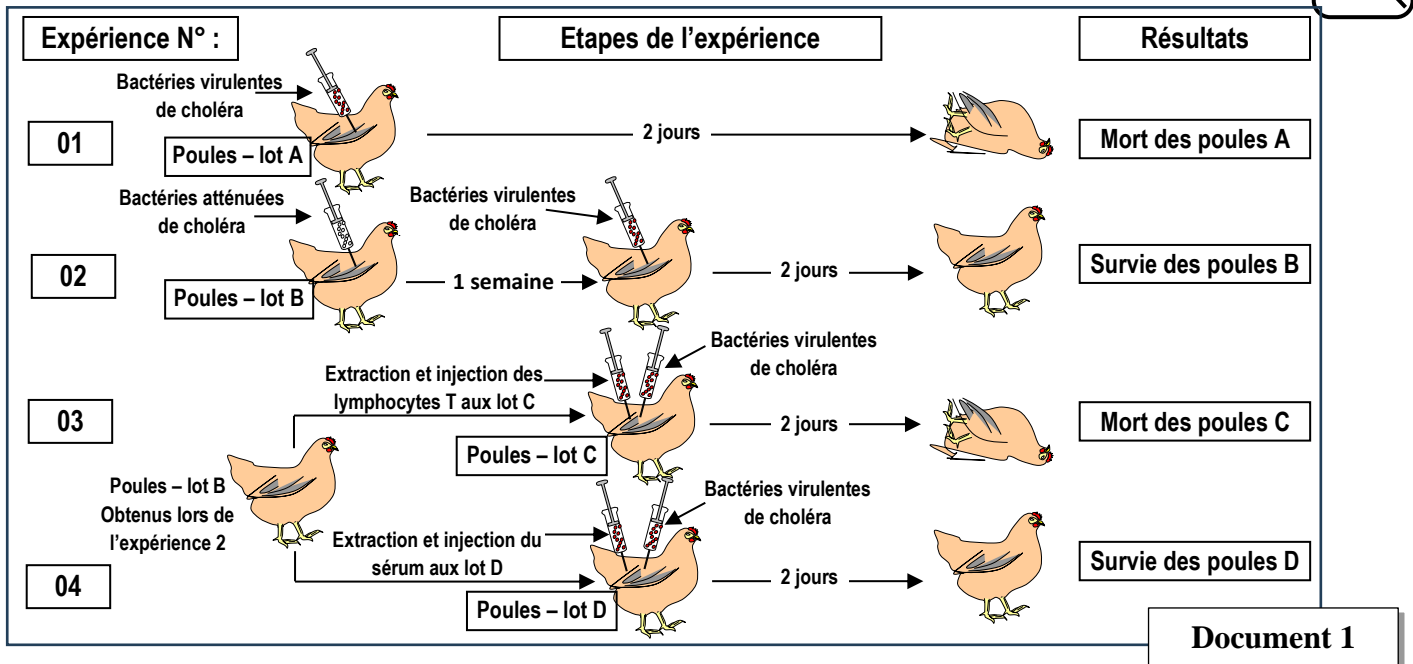 Expérience N° :
Etapes de l'expérience
Résultats
Bactéries virulentes
de choléra
01
Poules – lot A
2 jours
Mort des poules A
Bactéries atténuées
de choléra
Bactéries virulentes
de choléra
02
Poules – lot B
1 semaine
2 jours
Survie des poules B
Extraction et injection des
lymphocytes T aux lot C
Bactéries virulentes
de choléra
03
Poules – lot C
2 jours
Mort des poules C
Poules – lot B
Obtenus lors de
l'expérience 2
Extraction et injection du
sérum aux lot D
Bactéries virulentes
de choléra
04
Poules – lot D
2 jours
Survie des poules D
Document 1